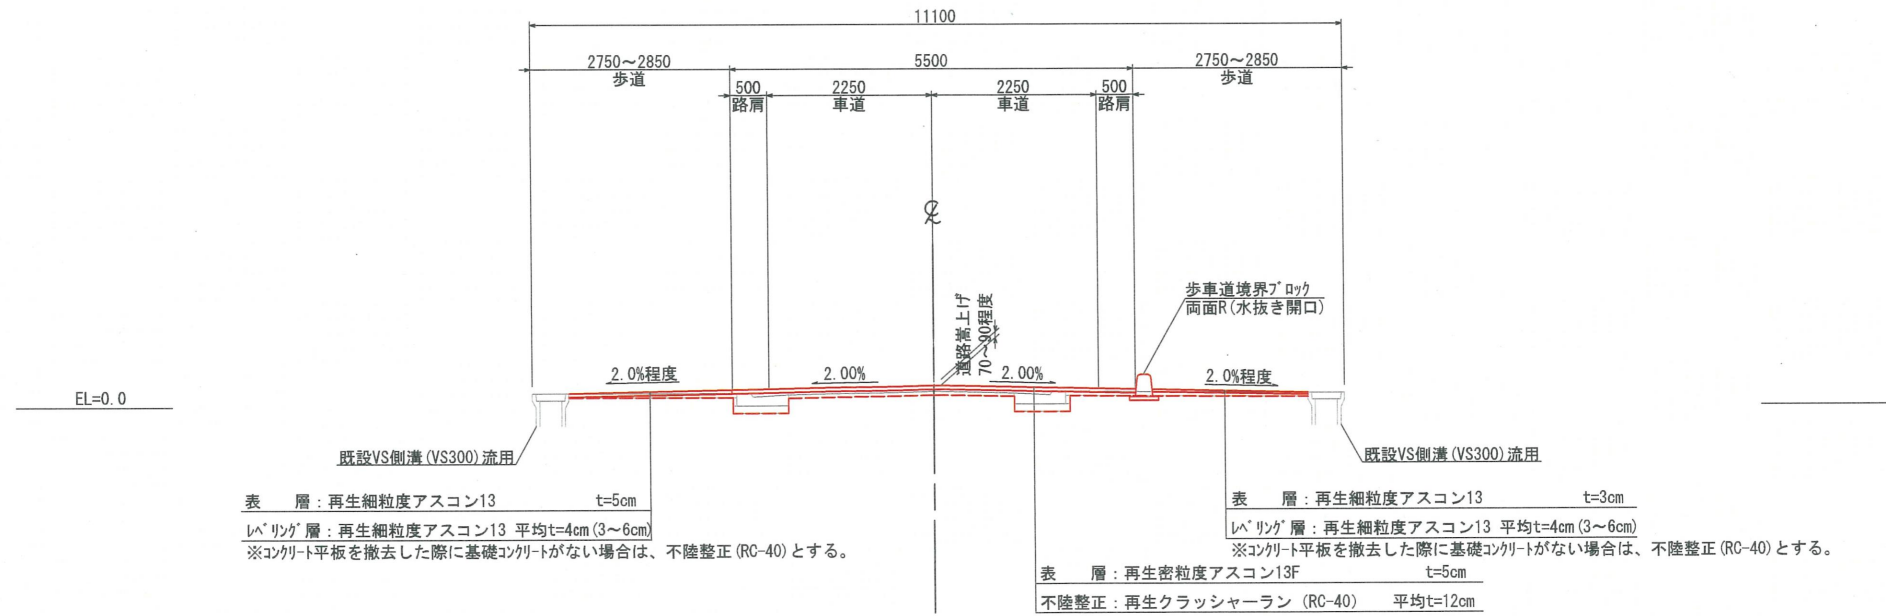 11100
2750～2850 5500 2750～2850
歩道 歩道
500 2250 2250 500
路肩 車道 車道 路肩
℄
道路嵩上げ
70～90程度
歩車道境界ﾌﾞﾛｯｸ
両面R(水抜き開口)
2.0%程度 2.00% 2.00% 2.0%程度
EL=0.0
既設VS側溝(VS300)流用 既設VS側溝(VS300)流用
表　層：再生細粒度アスコン13 t=5cm
ﾚﾍﾞﾘﾝｸﾞ層：再生細粒度アスコン13 平均t=4cm(3～6cm)
※ｺﾝｸﾘｰﾄ平板を撤去した際に基礎ｺﾝｸﾘｰﾄがない場合は、不陸整正(RC-40)とする。
表　層：再生細粒度アスコン13 t=3cm
ﾚﾍﾞﾘﾝｸﾞ層：再生細粒度アスコン13 平均t=4cm(3～6cm)
※ｺﾝｸﾘｰﾄ平板を撤去した際に基礎ｺﾝｸﾘｰﾄがない場合は、不陸整正(RC-40)とする。
表　層：再生密粒度アスコン13F t=5cm
不陸整正：再生クラッシャーラン (RC-40) 平均t=12cm